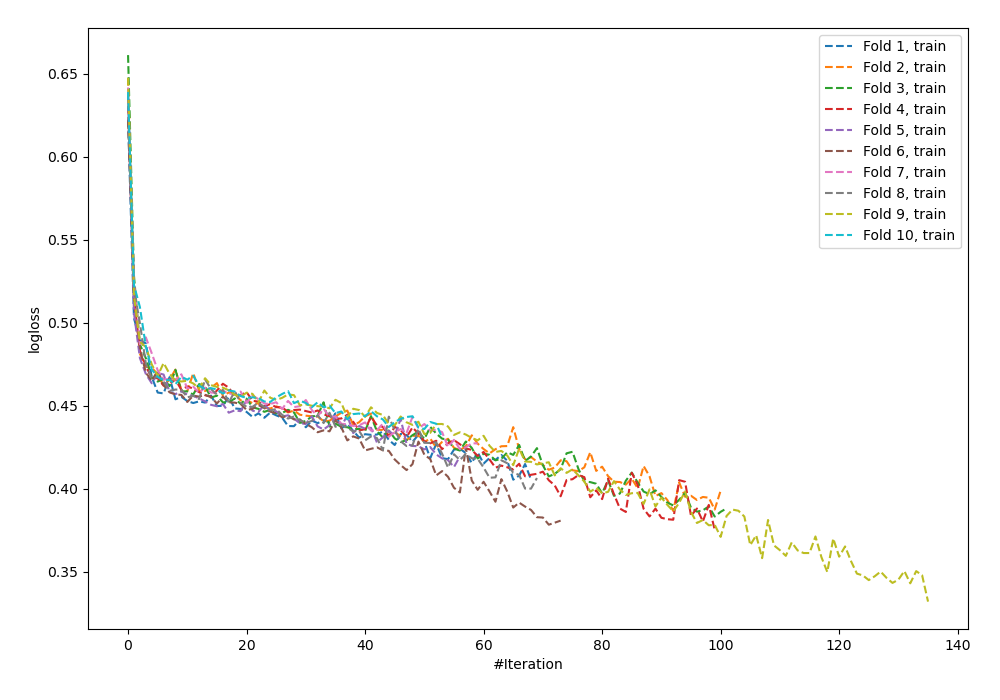 Fold 1, train
Fold 2, train
Fold 3, train
Fold 4, train
Fold 5, train
Fold 6, train
Fold 7, train
Fold 8, train
Fold 9, train
Fold 10, train
0.65
0.60
0.55
0.50
0.45
0.40
0.35
logloss
0 20 40 60 80 100 120 140
#Iteration